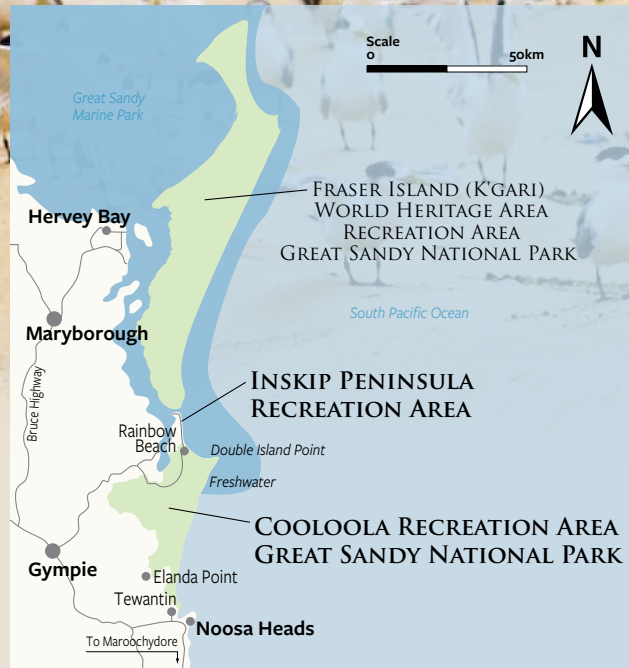 Scale
0 50km
N
Great Sandy
Marine Park
Fraser Island (K'gari)
World Heritage Area
Recreation Area
Great Sandy National Park
Hervey Bay
South Pacific Ocean
Maryborough
Bruce Highway
Inskip Peninsula
Recreation Area
Rainbow
Beach
Double Island Point
Freshwater
Cooloola Recreation Area
Great Sandy National Park
Gympie
Elanda Point
Tewantin
Noosa Heads
To Maroochydore